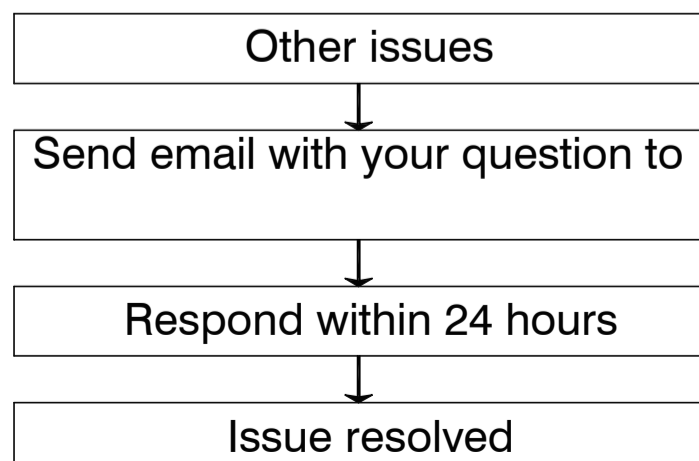 Other issues
Send email with your question to
Respond within 24 hours
Issue resolved